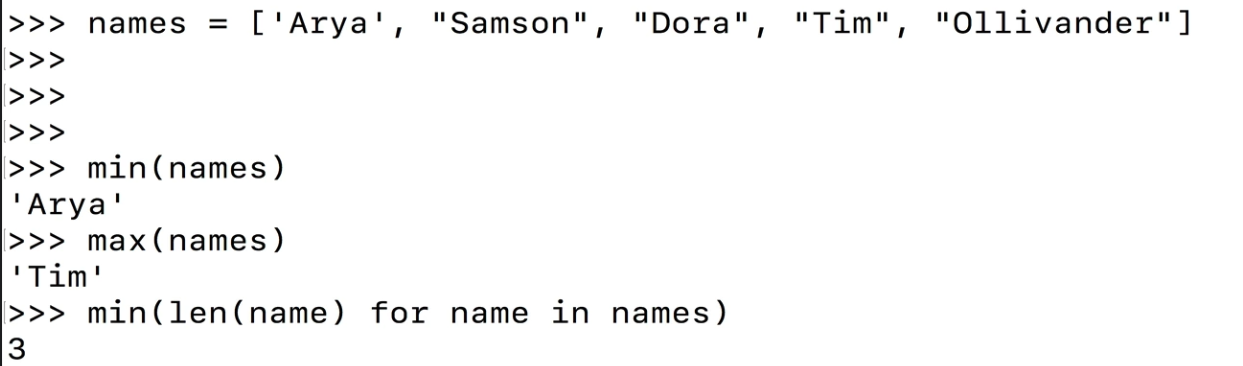 >>> names = ['Arya', "Samson", "Dora", "Tim", "Ollivander"]
>>>
>>>
>>>
>>> min(names)
'Arya'
>>> max(names)
'Tim'
>>> min(len(name) for name in names)
3